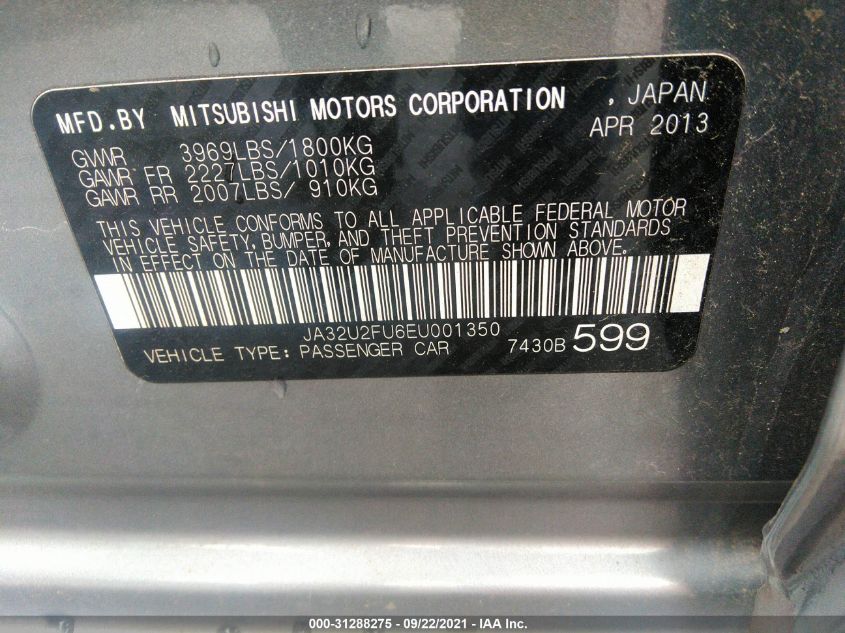 MFD.BY MITSUBISHI MOTORS CORPORATION , JAPAN
APR 2013
GVWR 3969LBS/1800KG
GAWR FR 2227LBS/1010KG
GAWR RR 2007LBS/ 910KG
THIS VEHICLE CONFORMS TO ALL APPLICABLE FEDERAL MOTOR
VEHICLE SAFETY, BUMPER, AND THEFT PREVENTION STANDARDS
IN EFFECT ON THE DATE OF MANUFACTURE SHOWN ABOVE.
JA32U2FU6EU001350
VEHICLE TYPE: PASSENGER CAR 7430B 599
000-31288275 - 09/22/2021 - IAA Inc.